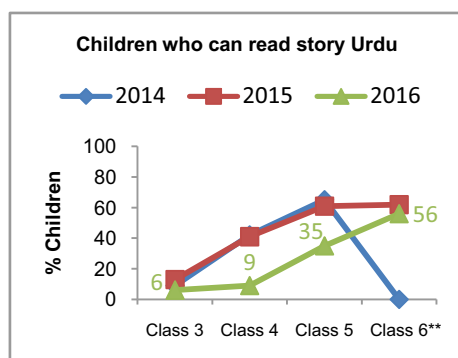 Children who can read story Urdu
2014 2015 2016
% Children
100
80
60
40
20
0
6
9
35
56
Class 3 Class 4 Class 5 Class 6**